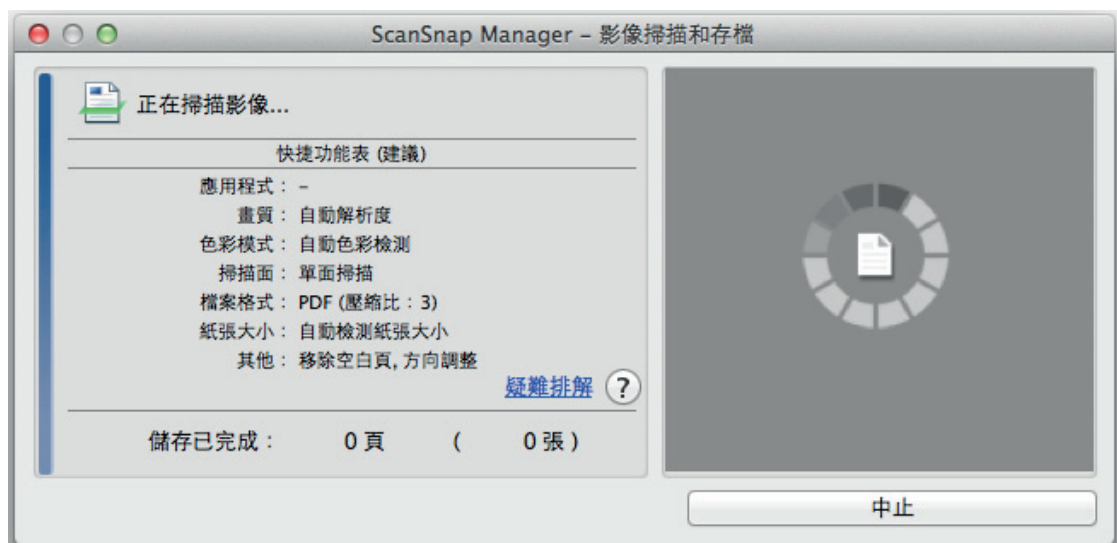 ScanSnap Manager – 影像掃描和存檔
正在掃描影像...
快捷功能表 (建議)
應用程式： –
畫質： 自動解析度
色彩模式： 自動色彩檢測
掃描面： 單面掃描
檔案格式： PDF (壓縮比：3)
紙張大小： 自動檢測紙張大小
其他： 移除空白頁, 方向調整
疑難排解 ?
儲存已完成： 0 頁 ( 0 張 )
中止